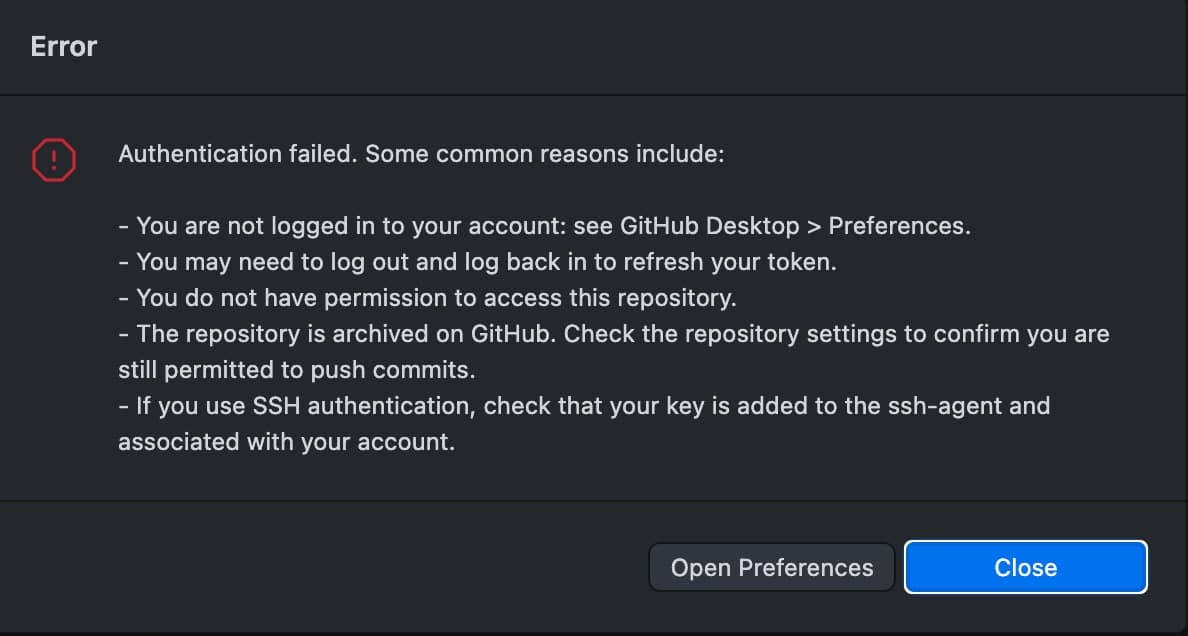 Error
Authentication failed. Some common reasons include:
- You are not logged in to your account: see GitHub Desktop > Preferences.
- You may need to log out and log back in to refresh your token.
- You do not have permission to access this repository.
- The repository is archived on GitHub. Check the repository settings to confirm you are
still permitted to push commits.
- If you use SSH authentication, check that your key is added to the ssh-agent and
associated with your account.
Open Preferences
Close